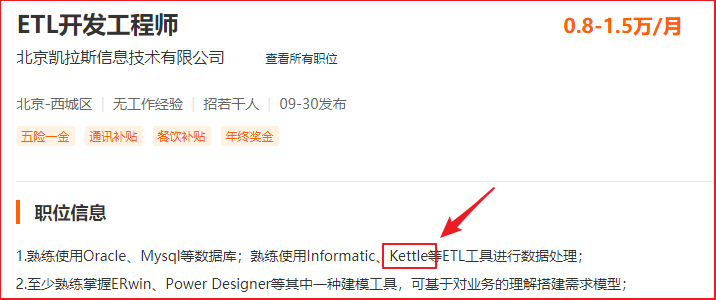 ETL开发工程师 0.8-1.5万/月
北京凯拉斯信息技术有限公司 查看所有职位
北京-西城区 | 无工作经验 | 招若干人 | 09-30发布
五险一金 通讯补贴 餐饮补贴 年终奖金
职位信息
1.熟练使用Oracle、Mysql等数据库；熟练使用Informatic、Kettle等ETL工具进行数据处理；
2.至少熟练掌握ERwin、Power Designer等其中一种建模工具，可基于对业务的理解搭建需求模型；